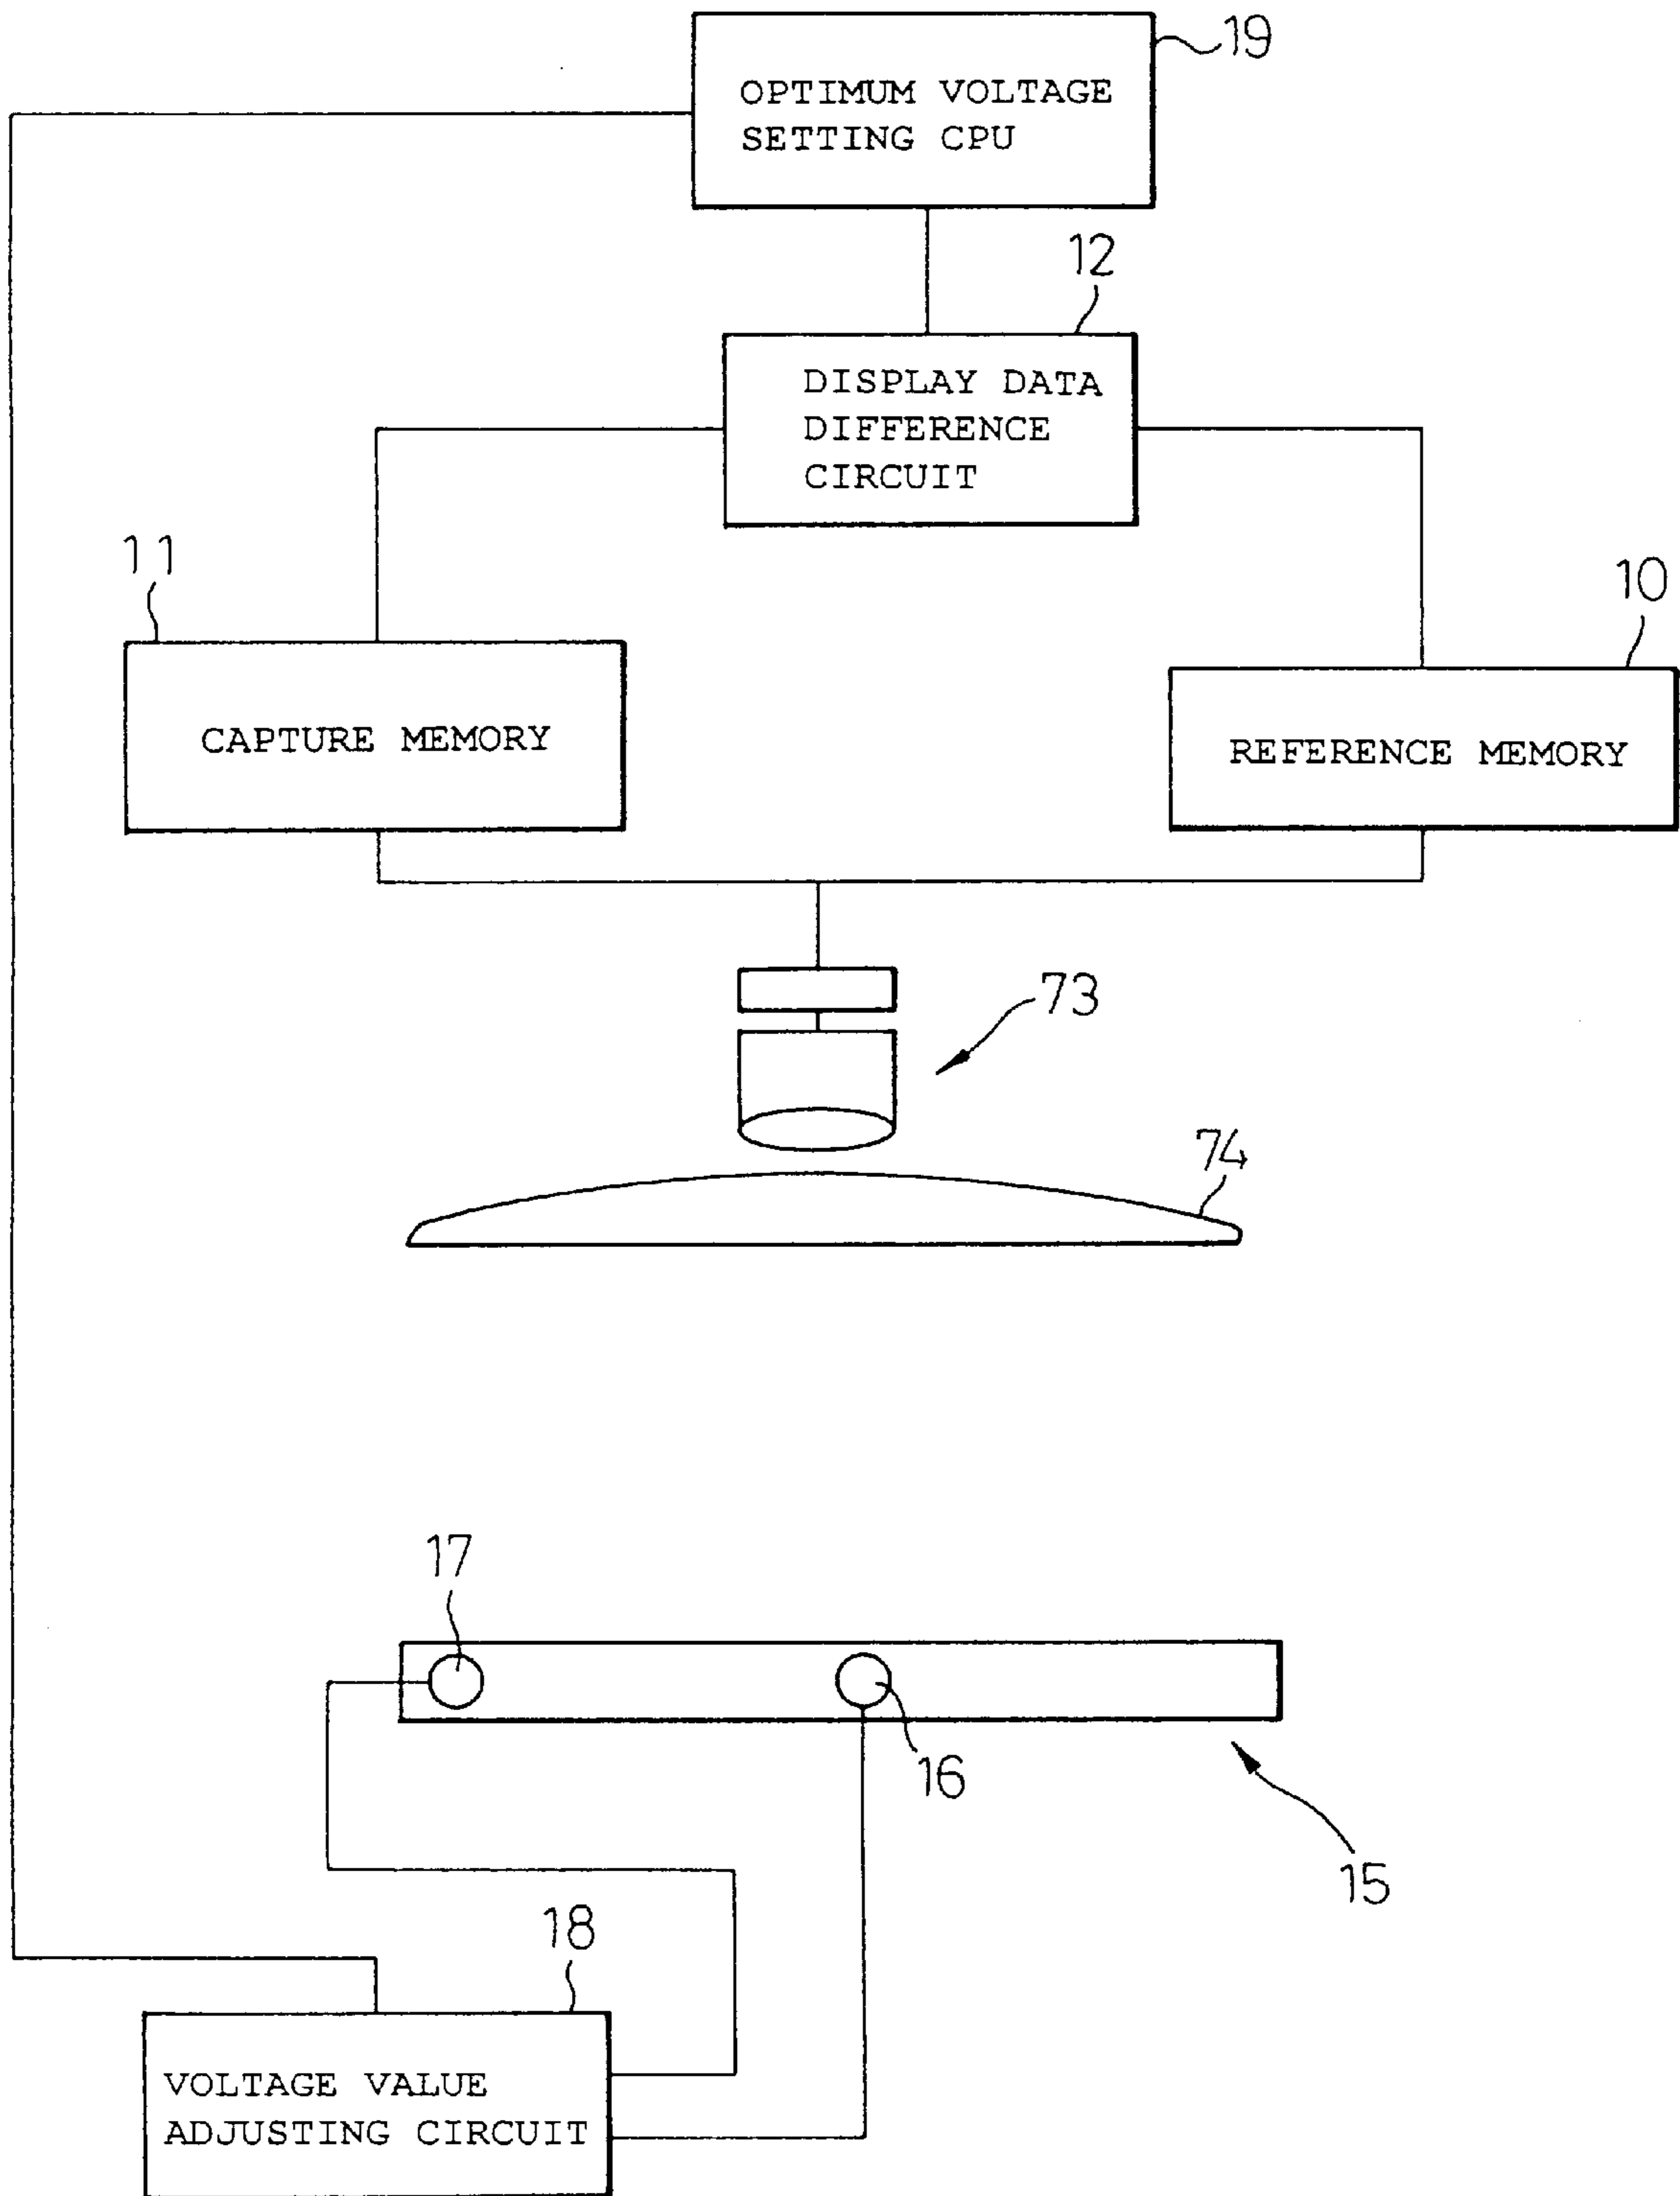 19
OPTIMUM VOLTAGE
SETTING CPU
12
DISPLAY DATA
DIFFERENCE
CIRCUIT
11
10
CAPTURE MEMORY
REFERENCE MEMORY
73
74
17
16
15
18
VOLTAGE VALUE
ADJUSTING CIRCUIT